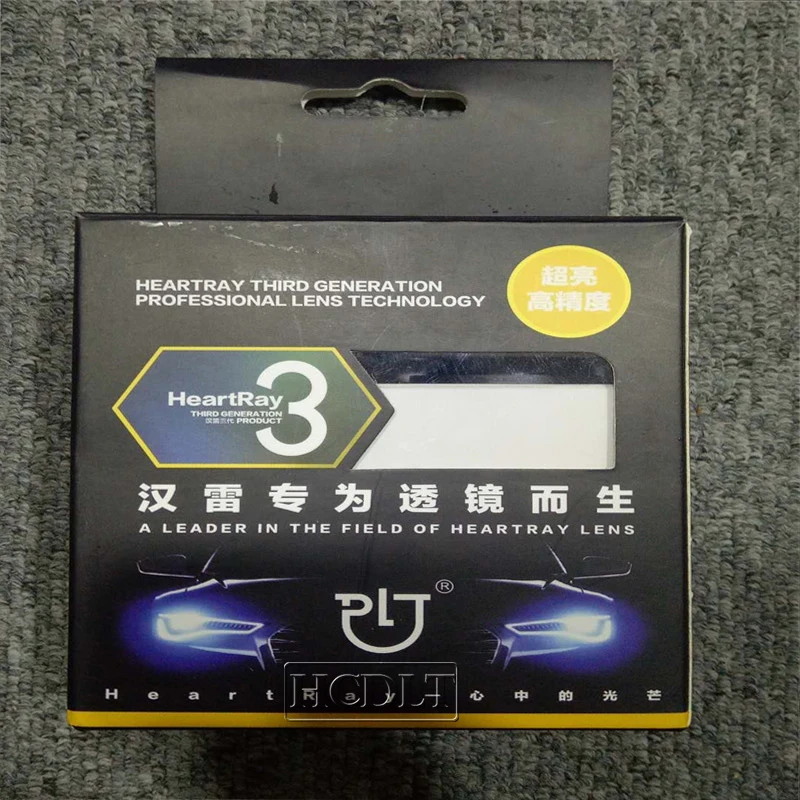 HEARTRAY THIRD GENERATION
PROFESSIONAL LENS TECHNOLOGY
超亮
高精度
HeartRay
THIRD GENERATION
汉雷三代 PRODUCT
3
汉雷专为透镜而生
A LEADER IN THE FIELD OF HEARTRAY LENS
PLJ ®
HCDLT
HeartRay-心中的光芒